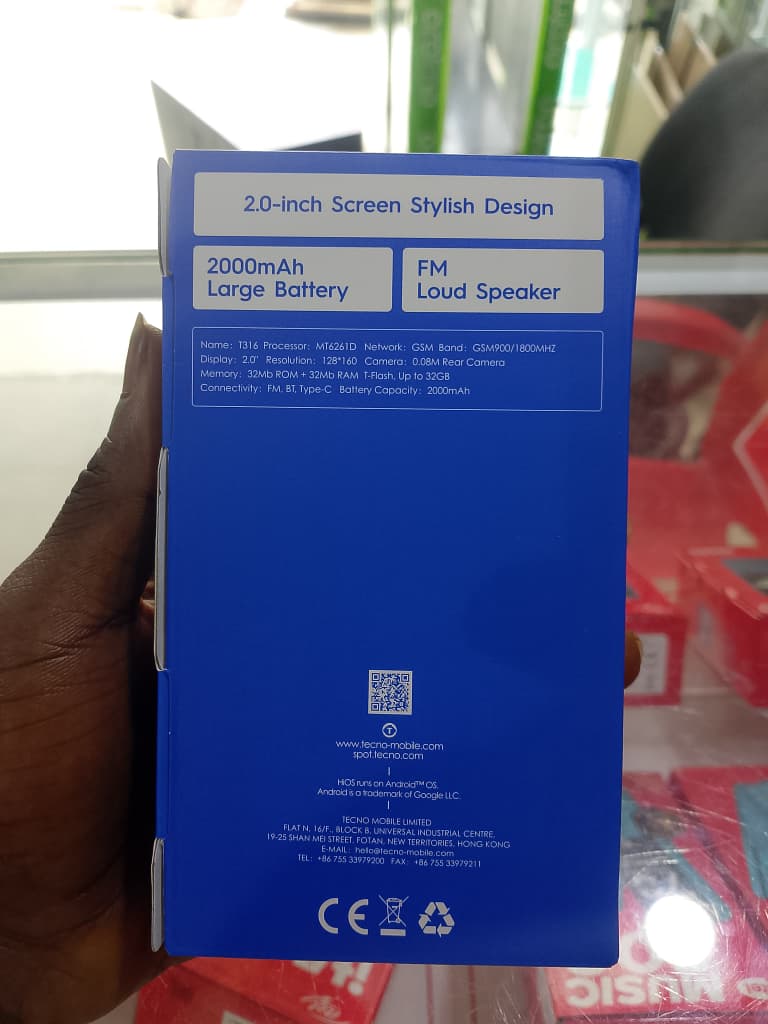 2.0-inch Screen Stylish Design
2000mAh
Large Battery
FM
Loud Speaker
Name: T316 Processor: MT6261D Network: GSM Band: GSM900/1800MHZ
Display: 2.0" Resolution: 128*160 Camera: 0.08M Rear Camera
Memory: 32Mb ROM + 32Mb RAM T-Flash, Up to 32GB
Connectivity: FM, BT, Type-C Battery Capacity: 2000mAh
www.tecno-mobile.com
spot.tecno.com
HiOS runs on Android™ OS.
Android is a trademark of Google LLC.
TECNO MOBILE LIMITED
FLAT N, 16/F., BLOCK B, UNIVERSAL INDUSTRIAL CENTRE,
19-25 SHAN MEI STREET, FOTAN, NEW TERRITORIES, HONG KONG
E-MAIL: hello@tecno-mobile.com
TEL: +86 755 33979200 FAX: +86 755 33979211
CE
itel
MUSIC